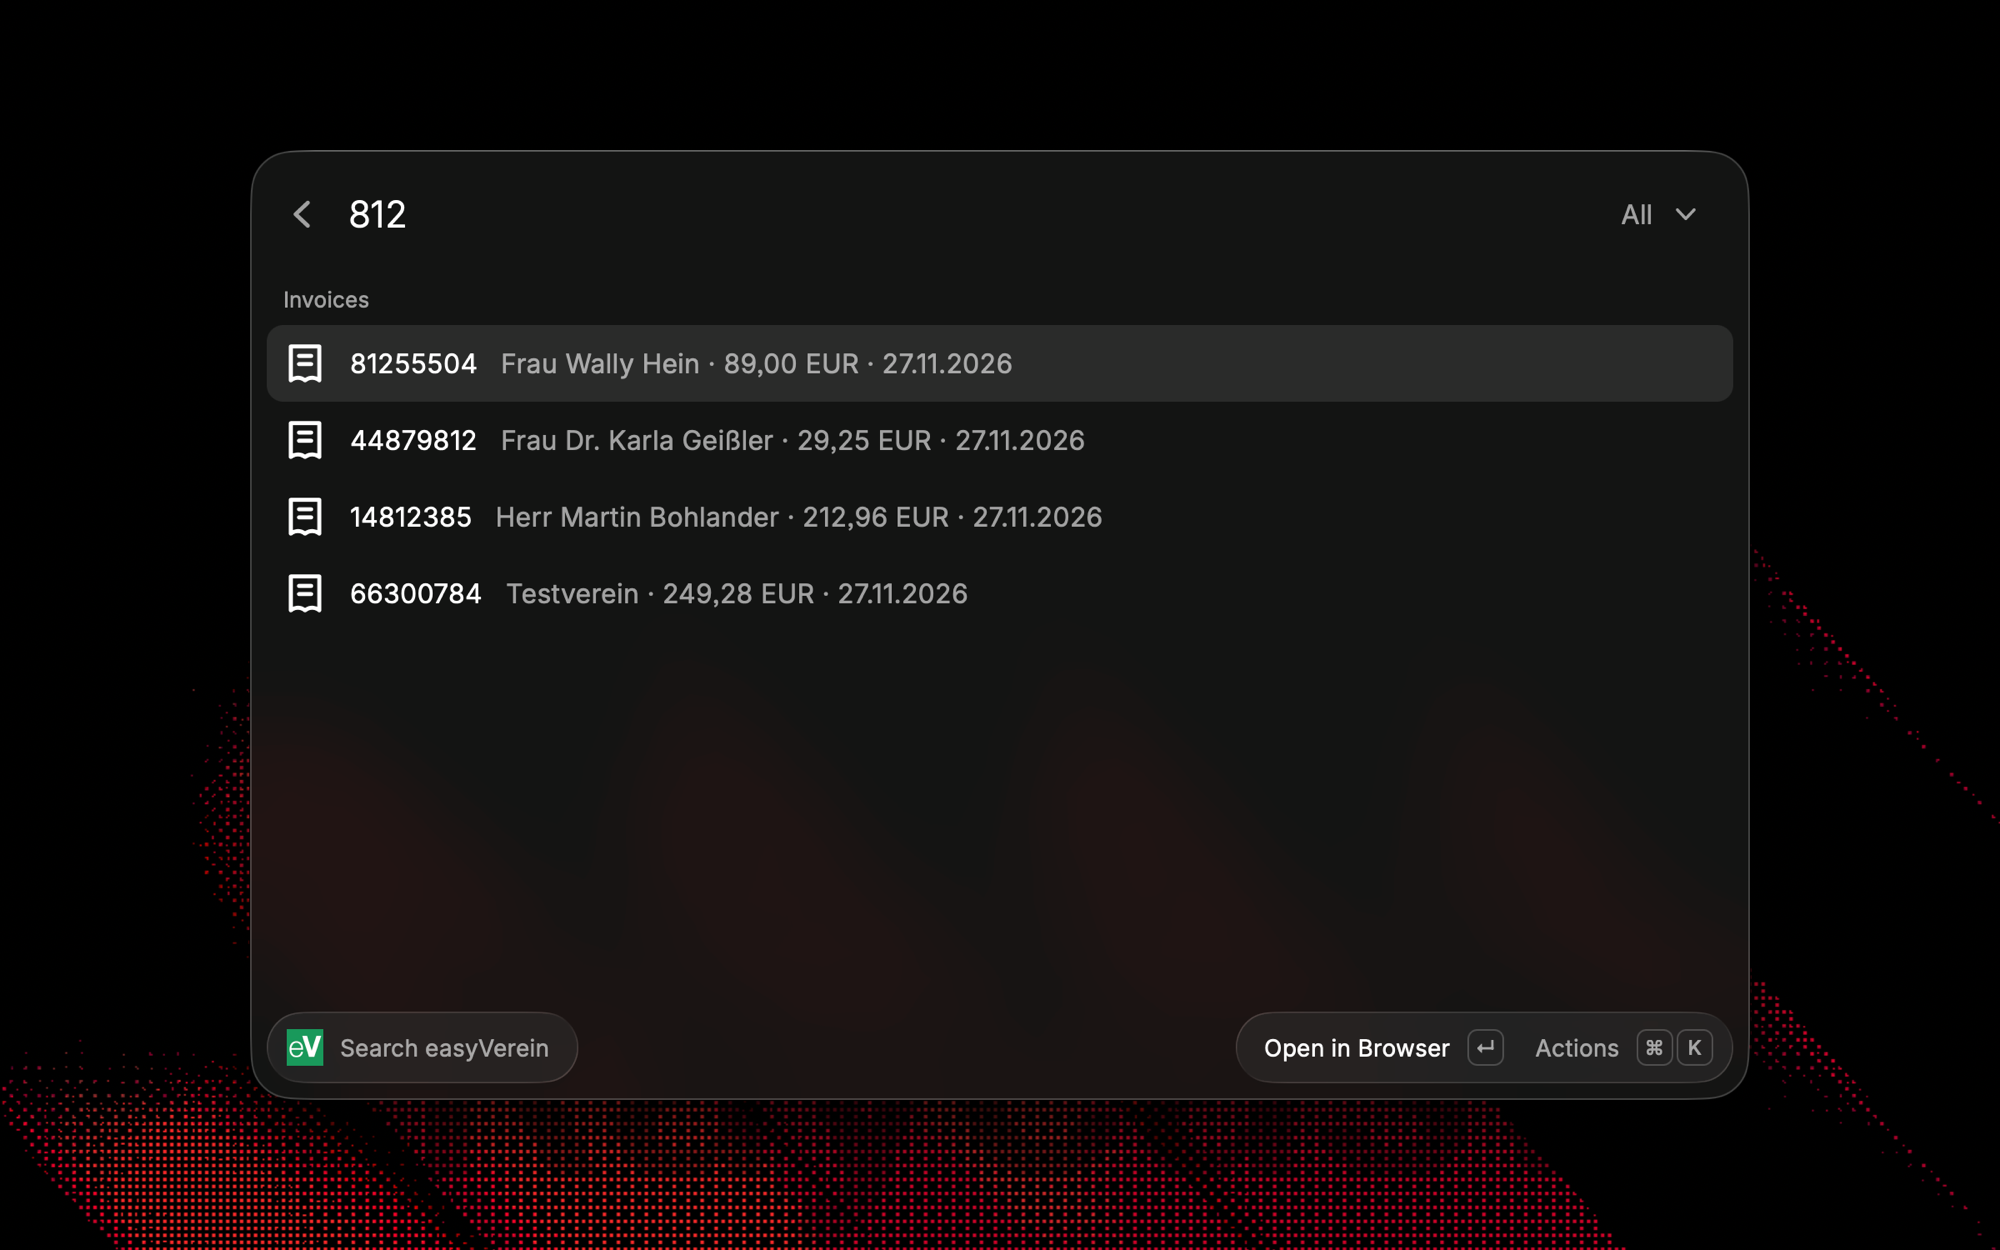 812
All
Invoices
81255504 Frau Wally Hein · 89,00 EUR · 27.11.2026
44879812 Frau Dr. Karla Geißler · 29,25 EUR · 27.11.2026
14812385 Herr Martin Bohlander · 212,96 EUR · 27.11.2026
66300784 Testverein · 249,28 EUR · 27.11.2026
eV Search easyVerein
Open in Browser ↵ Actions ⌘ K